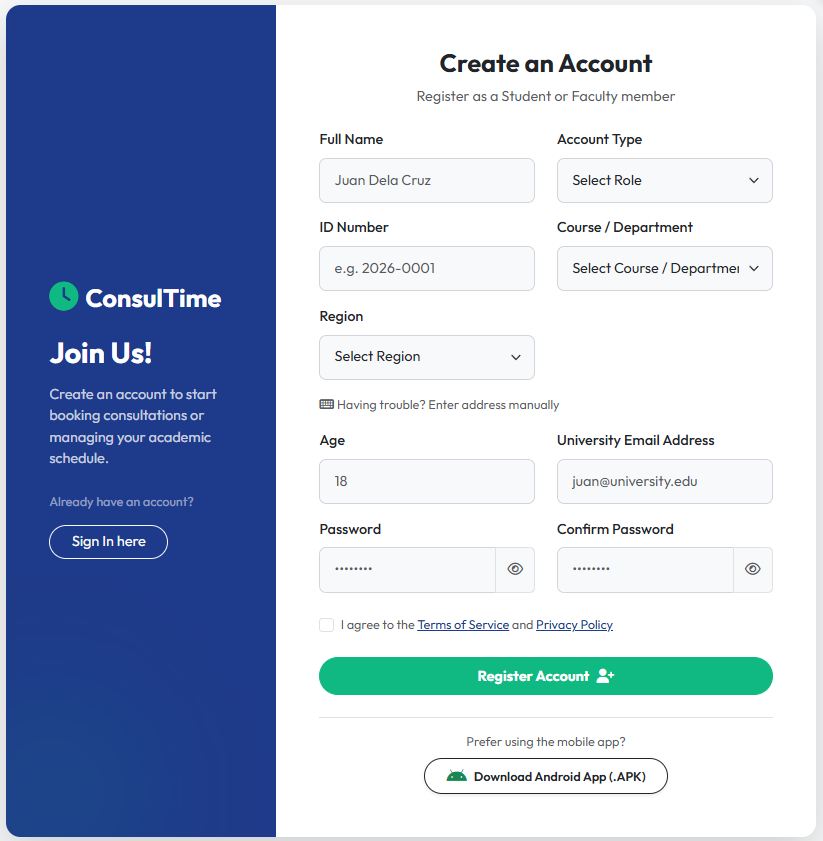 ConsulTime
Join Us!
Create an account to start
booking consultations or
managing your academic
schedule.
Already have an account?
Sign In here
Create an Account
Register as a Student or Faculty member
Full Name
Juan Dela Cruz
Account Type
Select Role
ID Number
e.g. 2026-0001
Course / Department
Select Course / Departmen
Region
Select Region
Having trouble? Enter address manually
Age
18
University Email Address
juan@university.edu
Password
••••••••
Confirm Password
••••••••
I agree to the Terms of Service and Privacy Policy
Register Account
Prefer using the mobile app?
Download Android App (.APK)